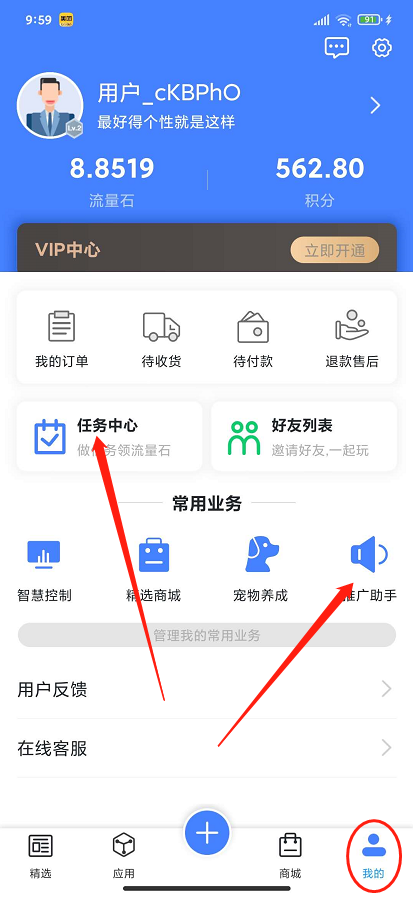 9:59
美团
91
用户_cKBPhO
最好得个性就是这样
Lv.2
8.8519
562.80
流量石
积分
VIP中心
立即开通
我的订单
待收货
待付款
退款售后
任务中心
做任务领流量石
好友列表
邀请好友,一起玩
常用业务
智慧控制
精选商城
宠物养成
推广助手
管理我的常用业务
用户反馈
在线客服
精选
应用
商城
我的